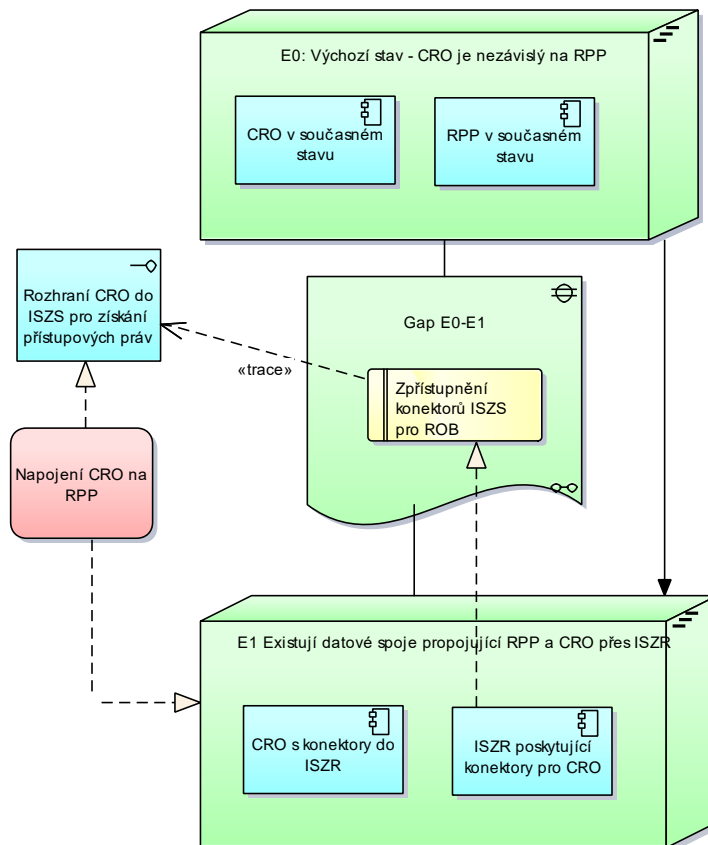 E0: Výchozí stav - CRO je nezávislý na RPP
CRO v současném
stavu
RPP v současném
stavu
Rozhraní CRO do
ISZS pro získání
přístupových práv
Gap E0-E1
«trace»
Zpřístupnění
konektorů ISZS
pro ROB
Napojení CRO na
RPP
E1 Existují datové spoje propojující RPP a CRO přes ISZR
CRO s konektory do
ISZR
ISZR poskytující
konektory pro CRO